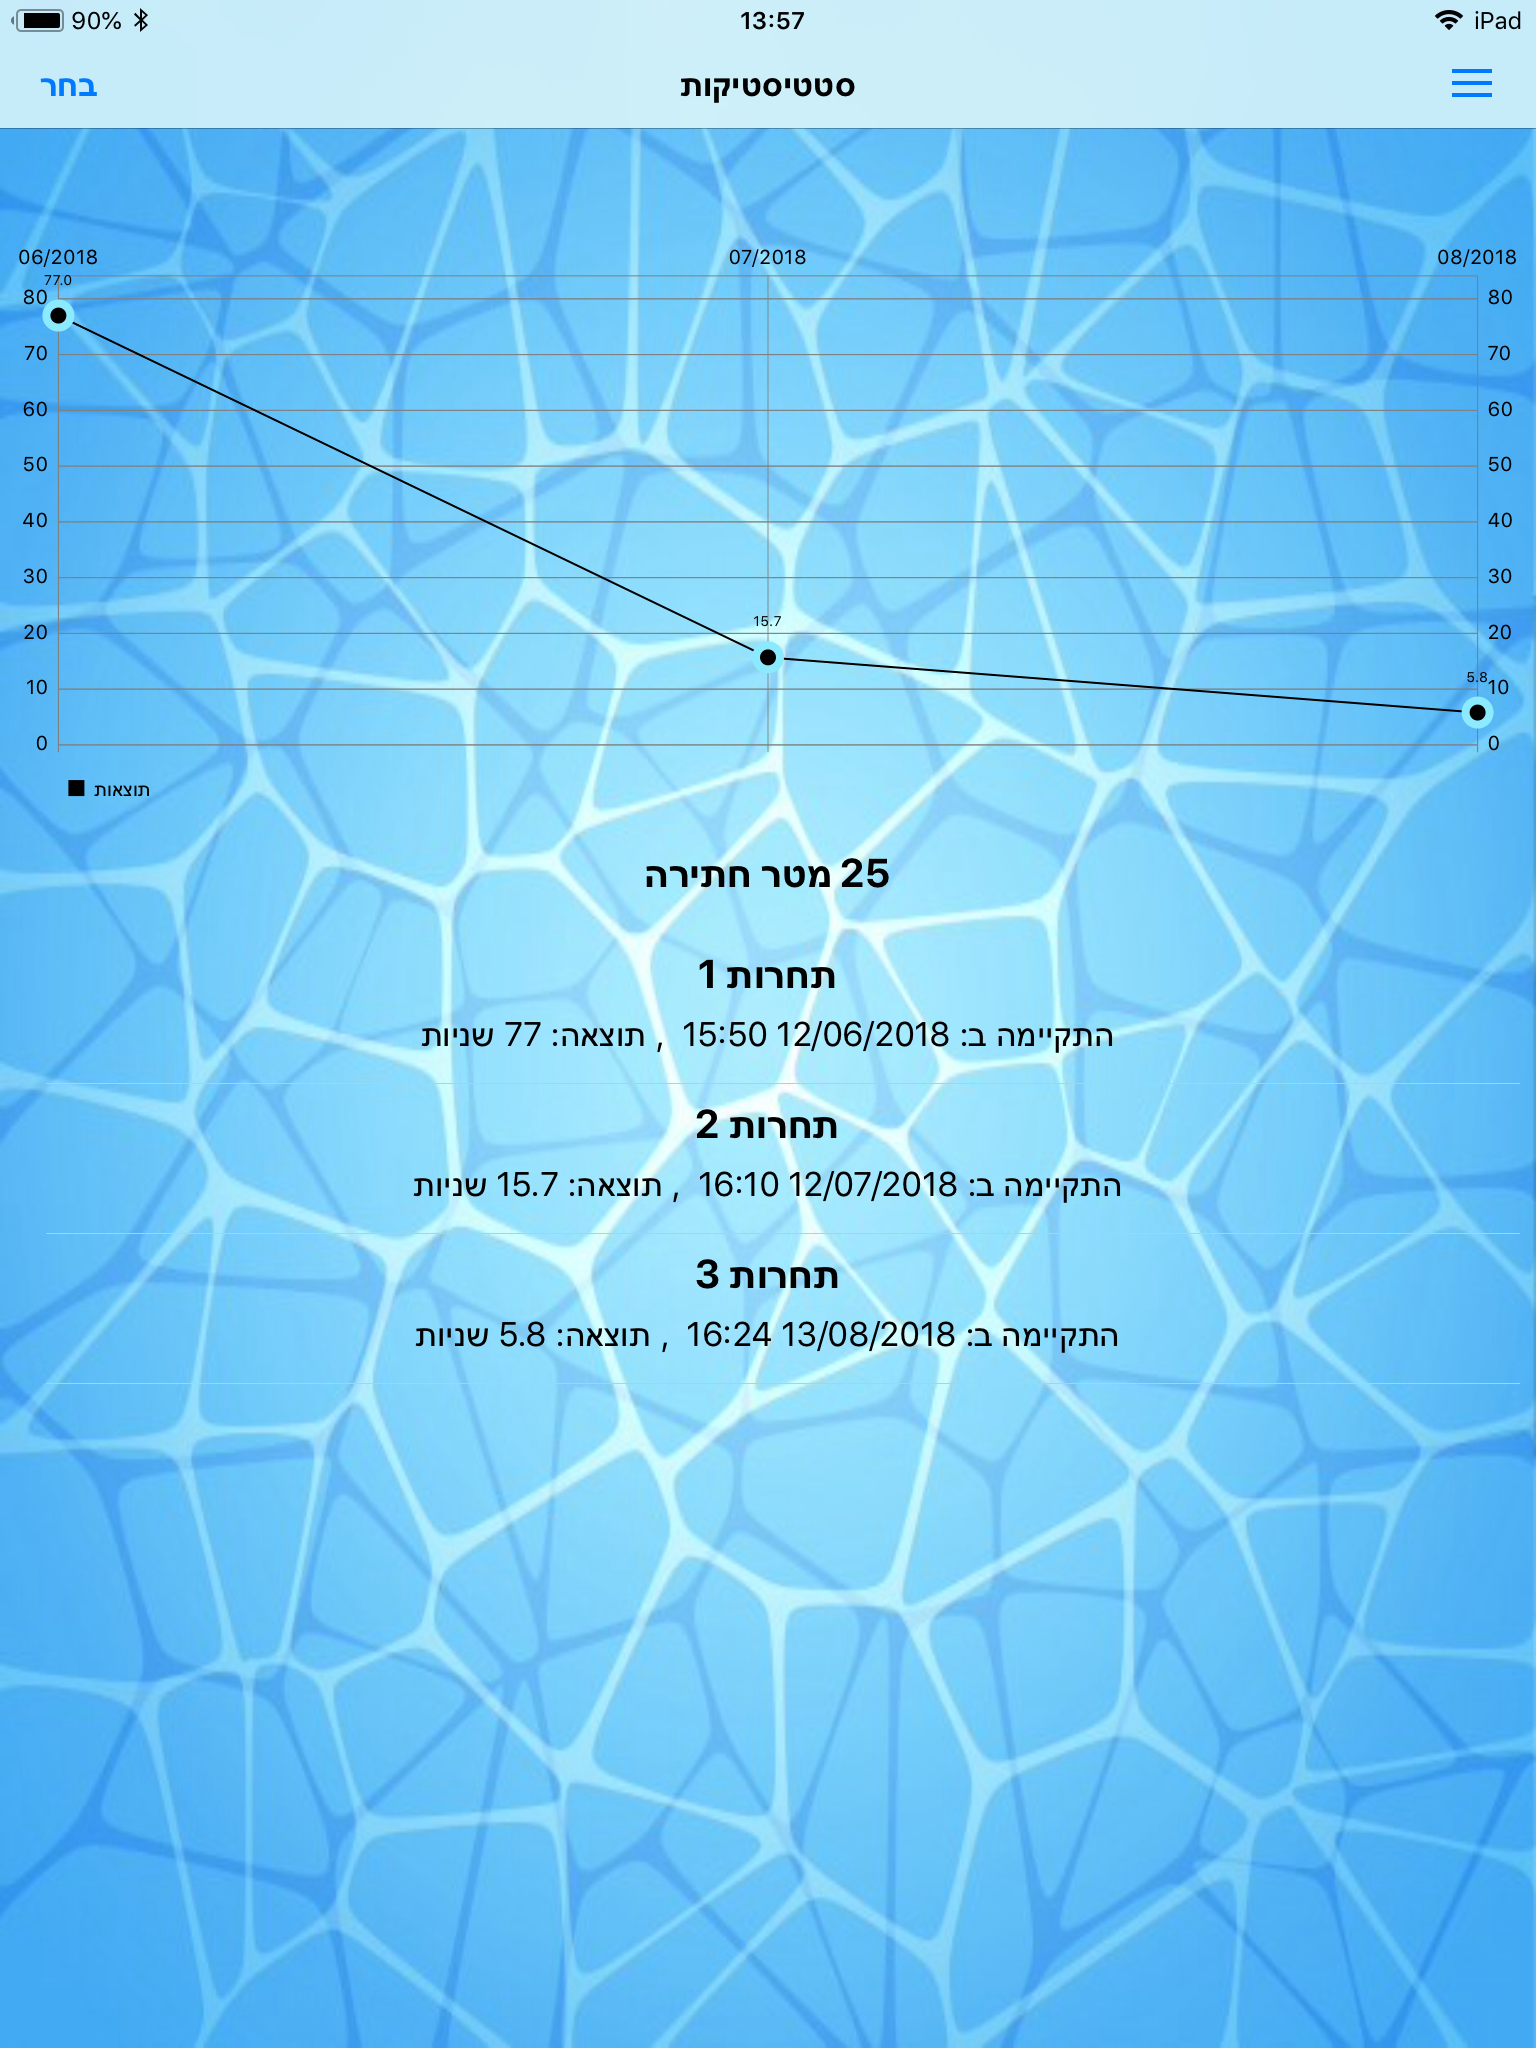 90% 13:57 iPad
בחר סטטיסטיקות
06/2018 07/2018 08/2018
77.0
80 80
70 70
60 60
50 50
40 40
30 30
15.7
20 20
5.8
10 10
0 0
תוצאות
25 מטר חתירה
תחרות 1
התקיימה ב: 12/06/2018 15:50 , תוצאה: 77 שניות
תחרות 2
התקיימה ב: 12/07/2018 16:10 , תוצאה: 15.7 שניות
תחרות 3
התקיימה ב: 13/08/2018 16:24 , תוצאה: 5.8 שניות